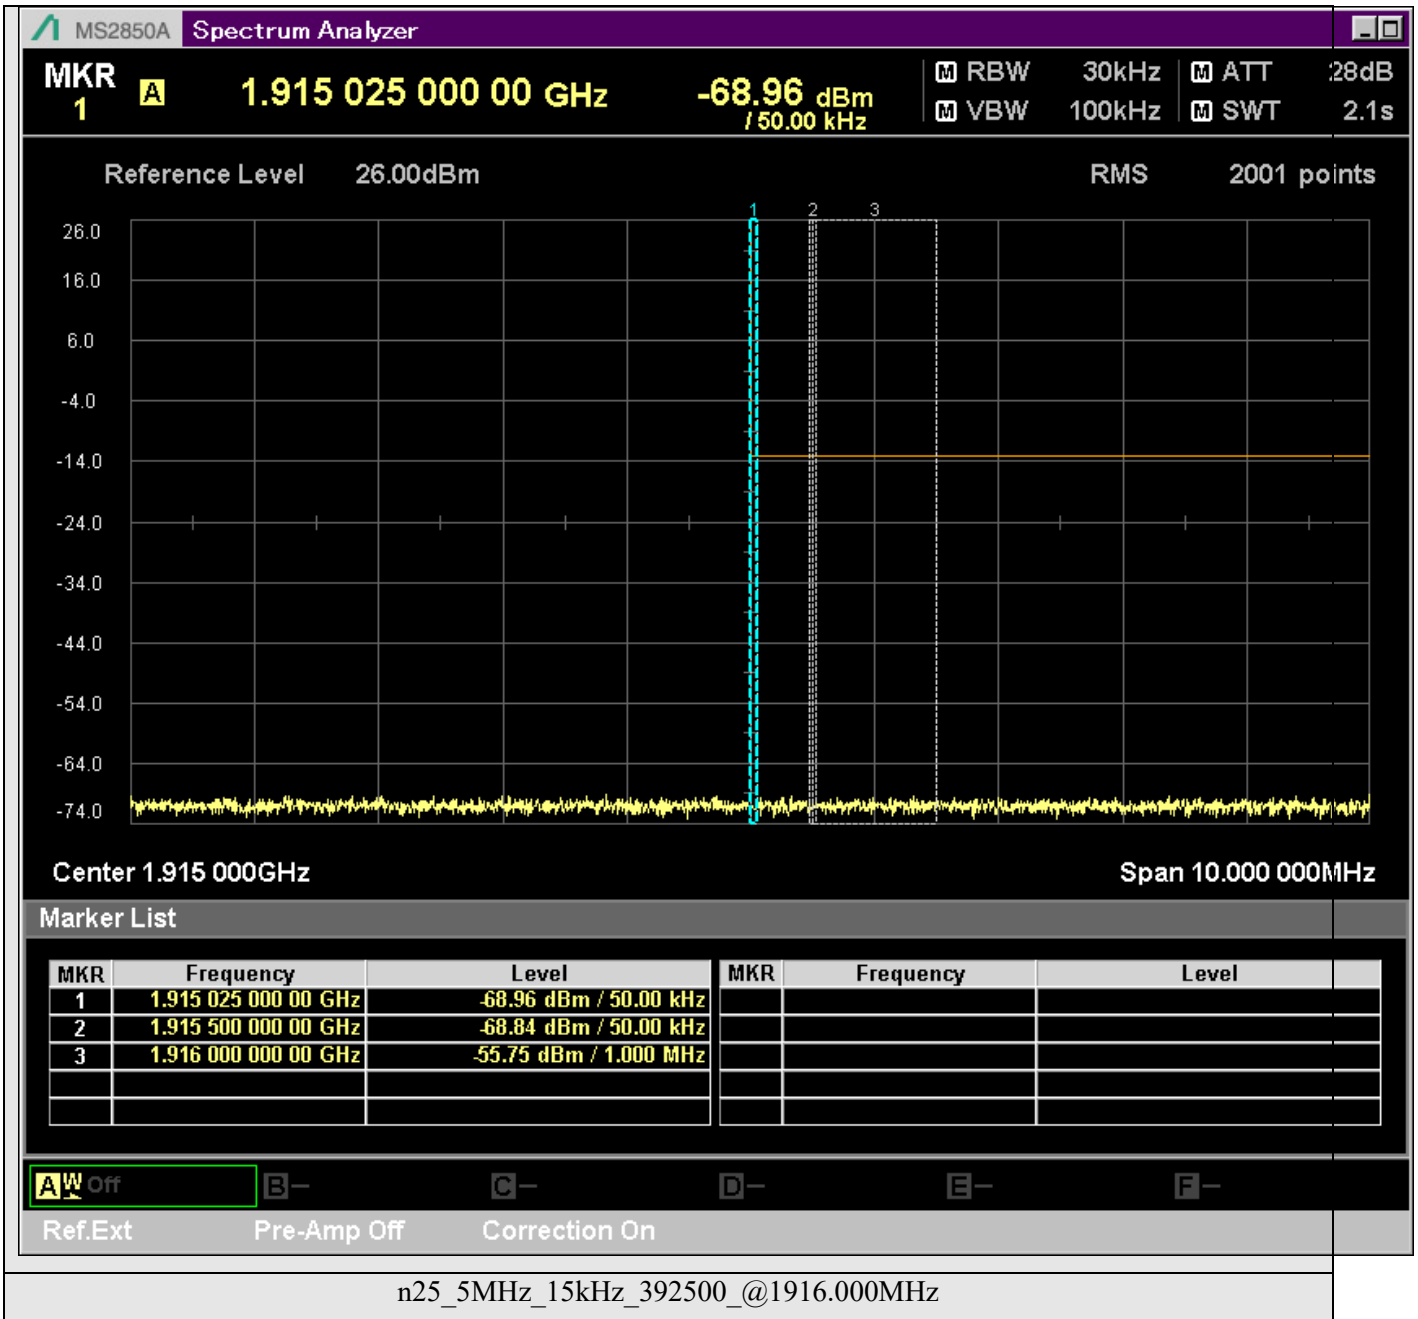 MS2850A Spectrum Analyzer
MKR 1 A 1.915 025 000 00 GHz -68.96 dBm / 50.00 kHz
M RBW 30kHz M ATT 28dB
M VBW 100kHz M SWT 2.1s
Reference Level 26.00dBm RMS 2001 points
1 2 3
26.0
16.0
6.0
-4.0
-14.0
-24.0
-34.0
-44.0
-54.0
-64.0
-74.0
Center 1.915 000GHz Span 10.000 000MHz
Marker List
MKR Frequency Level MKR Frequency Level
1 1.915 025 000 00 GHz -68.96 dBm / 50.00 kHz
2 1.915 500 000 00 GHz -68.84 dBm / 50.00 kHz
3 1.916 000 000 00 GHz -55.75 dBm / 1.000 MHz
A W Off B - C - D - E - F -
Ref.Ext Pre-Amp Off Correction On
n25_5MHz_15kHz_392500_@1916.000MHz